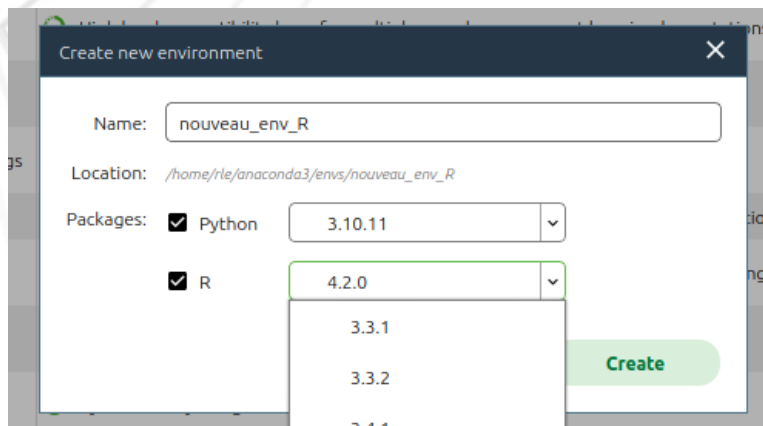 Create new environment
Name: nouveau_env_R
Location: /home/rle/anaconda3/envs/nouveau_env_R
Packages: Python 3.10.11
R 4.2.0
3.3.1
3.3.2
Create